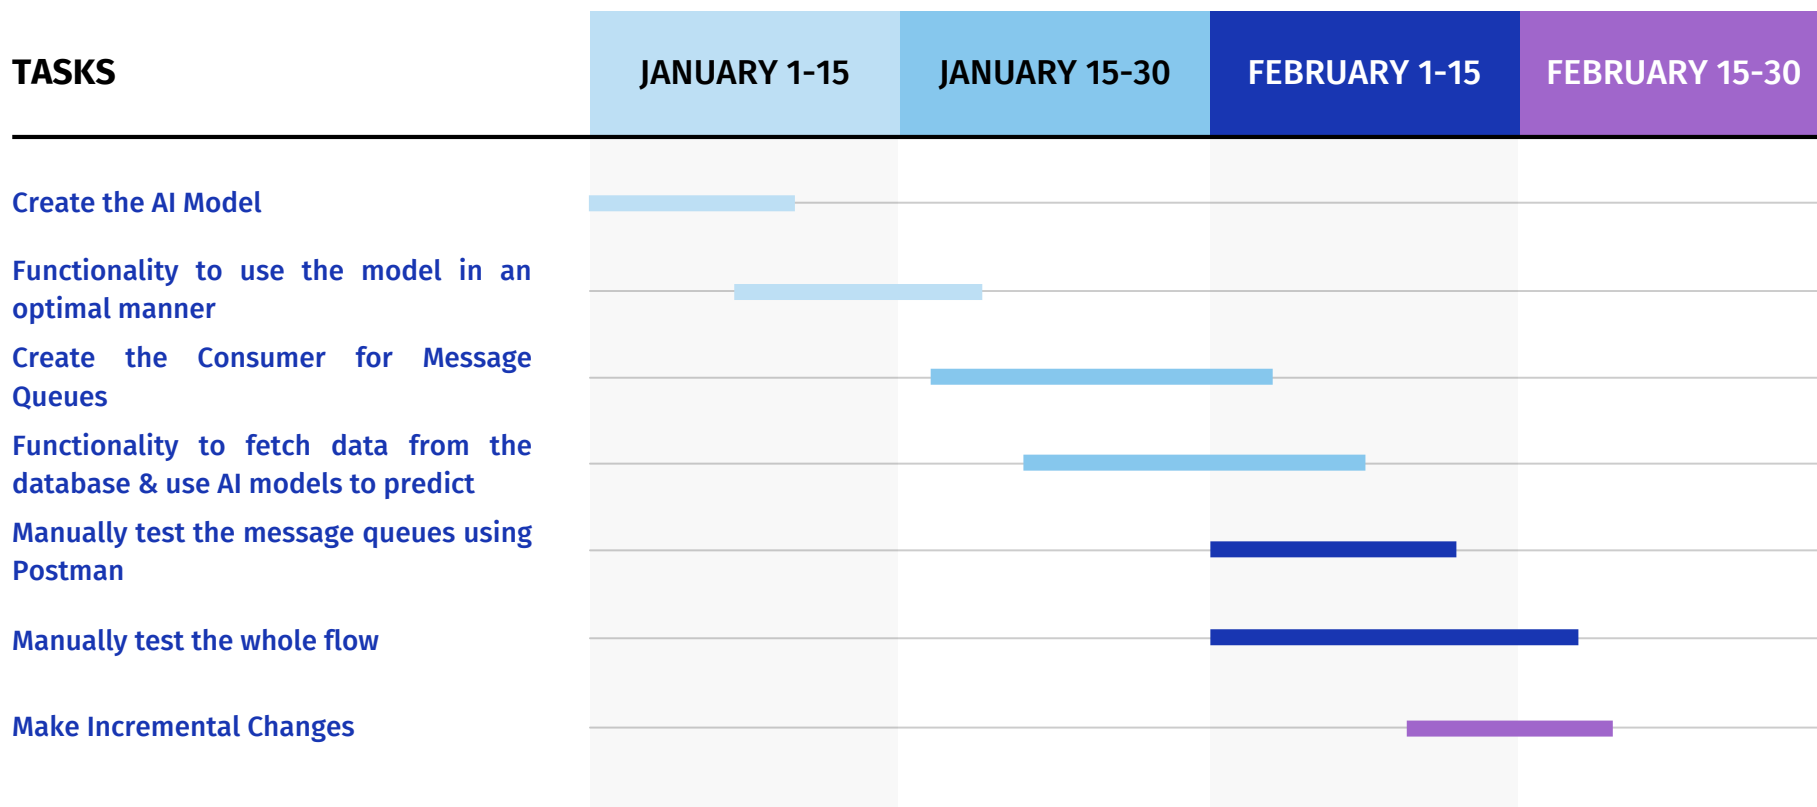 TASKS
JANUARY 1-15
JANUARY 15-30
FEBRUARY 1-15
FEBRUARY 15-30
Create the AI Model
Functionality to use the model in an
optimal manner
Create the Consumer for Message
Queues
Functionality to fetch data from the
database & use AI models to predict
Manually test the message queues using
Postman
Manually test the whole flow
Make Incremental Changes